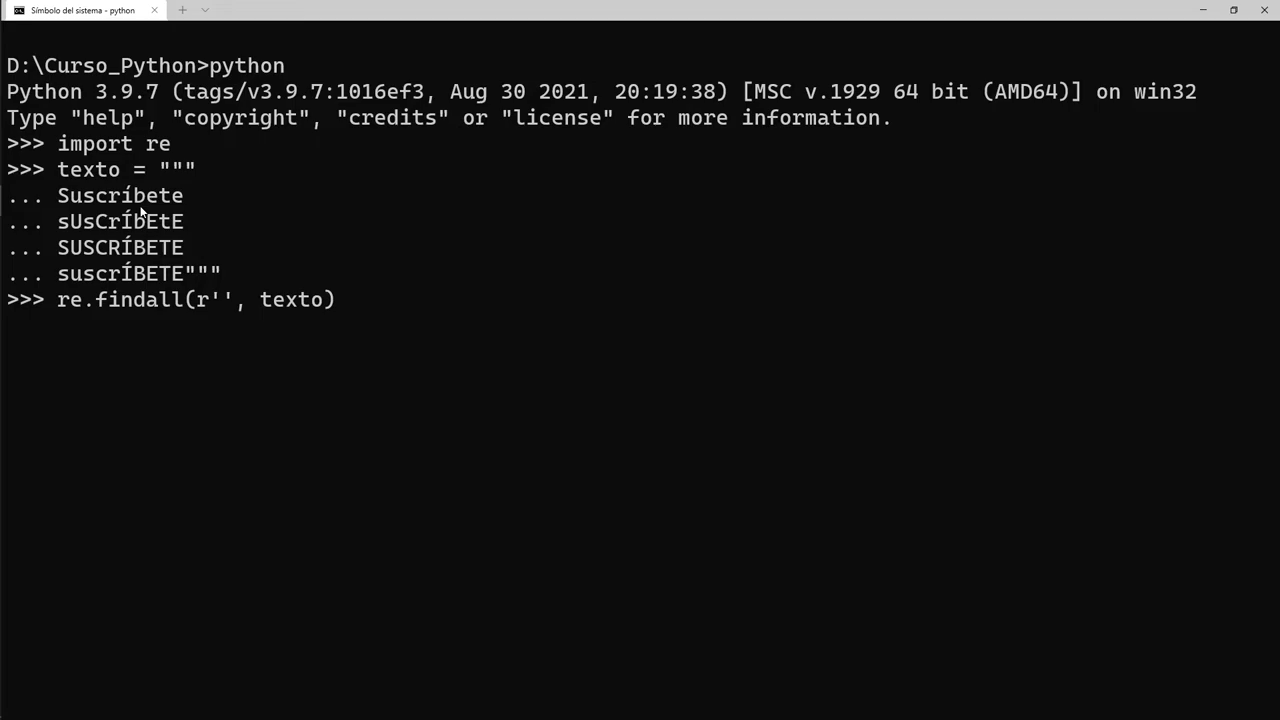 Símbolo del sistema - python
D:\Curso_Python>python
Python 3.9.7 (tags/v3.9.7:1016ef3, Aug 30 2021, 20:19:38) [MSC v.1929 64 bit (AMD64)] on win32
Type "help", "copyright", "credits" or "license" for more information.
>>> import re
>>> texto = """
... Suscríbete
... sUsCrÍbEtE
... SUSCRÍBETE
... suscrÍBETE"""
>>> re.findall(r'', texto)